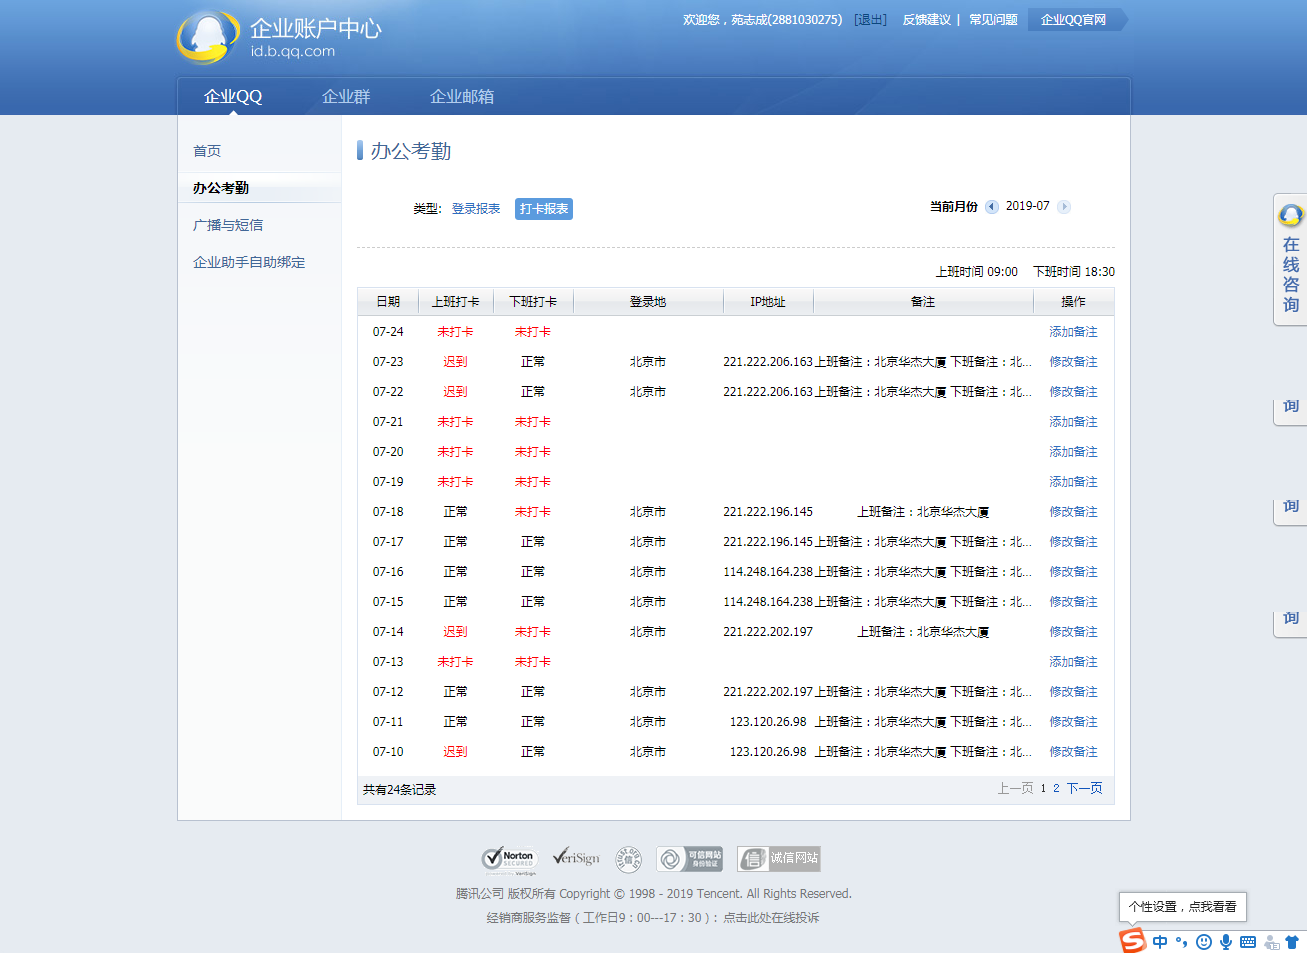 企业账户中心
id.b.qq.com
欢迎您，苑志成(2881030275) [退出] 反馈建议 | 常见问题 企业QQ官网
企业QQ 企业群 企业邮箱
首页
办公考勤
广播与短信
企业助手自助绑定
办公考勤
类型: 登录报表 打卡报表 当前月份 2019-07
上班时间 09:00 下班时间 18:30
日期 上班打卡 下班打卡 登录地 IP地址 备注 操作
07-24 未打卡 未打卡 添加备注
07-23 迟到 正常 北京市 221.222.206.163 上班备注：北京华杰大厦 下班备注：北... 修改备注
07-22 迟到 正常 北京市 221.222.206.163 上班备注：北京华杰大厦 下班备注：北... 修改备注
07-21 未打卡 未打卡 添加备注
07-20 未打卡 未打卡 添加备注
07-19 未打卡 未打卡 添加备注
07-18 正常 未打卡 北京市 221.222.196.145 上班备注：北京华杰大厦 修改备注
07-17 正常 正常 北京市 221.222.196.145 上班备注：北京华杰大厦 下班备注：北... 修改备注
07-16 正常 正常 北京市 114.248.164.238 上班备注：北京华杰大厦 下班备注：北... 修改备注
07-15 正常 正常 北京市 114.248.164.238 上班备注：北京华杰大厦 下班备注：北... 修改备注
07-14 迟到 未打卡 北京市 221.222.202.197 上班备注：北京华杰大厦 修改备注
07-13 未打卡 未打卡 添加备注
07-12 正常 正常 北京市 221.222.202.197 上班备注：北京华杰大厦 下班备注：北... 修改备注
07-11 正常 正常 北京市 123.120.26.98 上班备注：北京华杰大厦 下班备注：北... 修改备注
07-10 迟到 正常 北京市 123.120.26.98 上班备注：北京华杰大厦 下班备注：北... 修改备注
共有24条记录 上一页 1 2 下一页
在线咨询
询
询
询
Norton SECURED VeriSign 可信网站 身份验证 信 诚信网站
腾讯公司 版权所有 Copyright © 1998 - 2019 Tencent. All Rights Reserved.
经销商服务监督（工作日9：00---17：30）：点击此处在线投诉
个性设置，点我看看
S 中